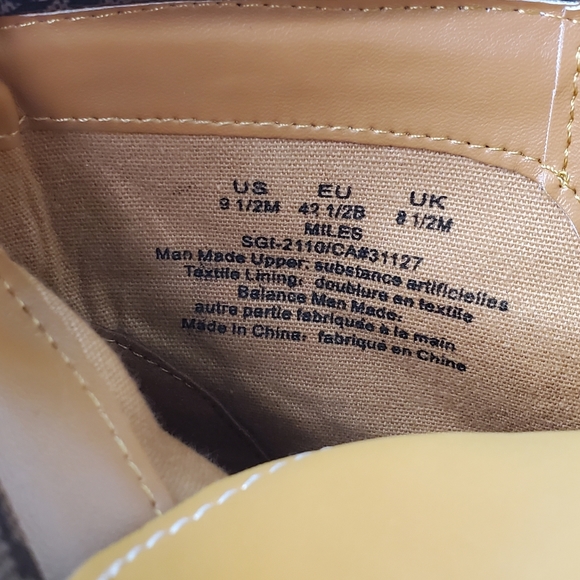 US EU UK
9 1/2M 42 1/2B 8 1/2M
MILES
SGI-2110/CA#31127
Man Made Upper: substance artificielles
Textile Lining: doublure en textile
Balance Man Made:
autre partie fabriquée à la main
Made in China: fabriqué en Chine